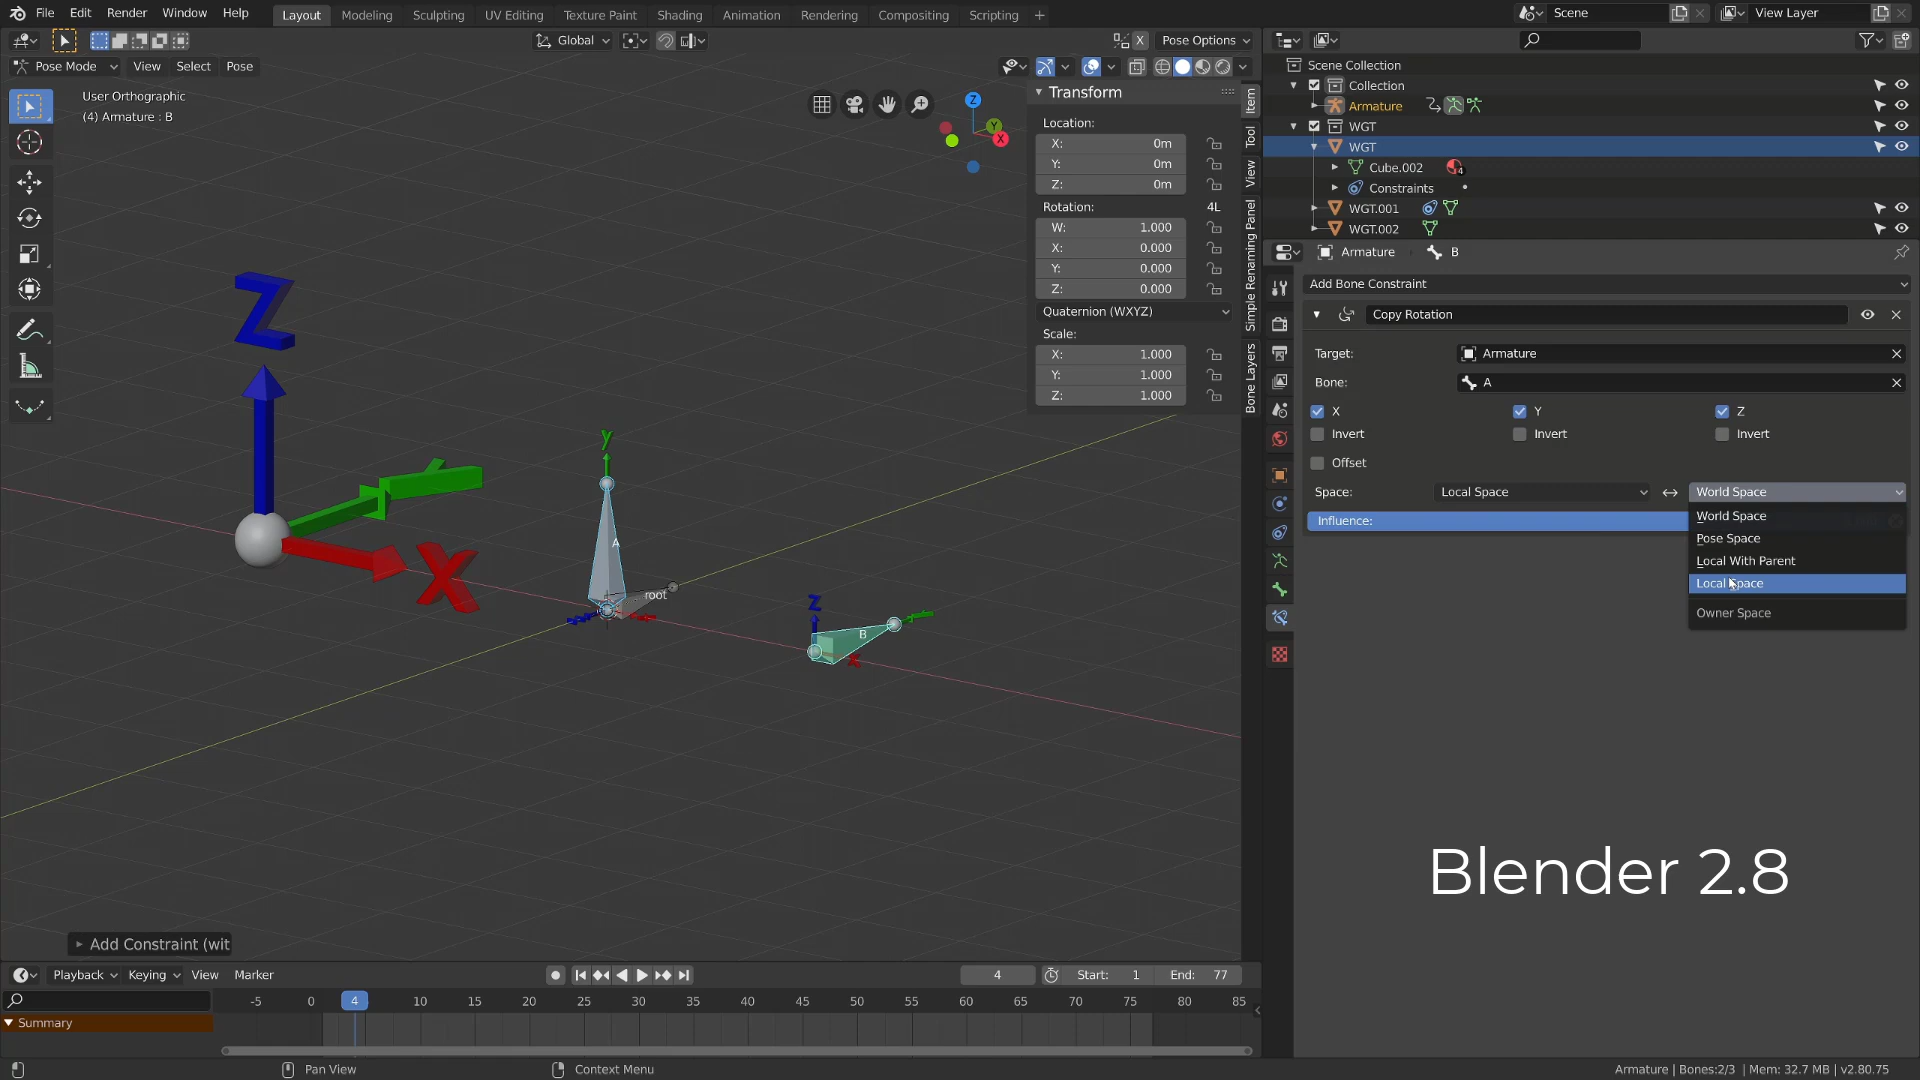 File Edit Render Window Help
Layout Modeling Sculpting UV Editing Texture Paint Shading Animation Rendering Compositing Scripting +
Scene
View Layer
Global
X Pose Options
Pose Mode View Select Pose
User Orthographic
(4) Armature : B
Transform
Location:
X: 0m
Y: 0m
Z: 0m
Rotation: 4L
W: 1.000
X: 0.000
Y: 0.000
Z: 0.000
Quaternion (WXYZ)
Scale:
X: 1.000
Y: 1.000
Z: 1.000
Item
Tool
View
Simple Renaming Panel
Bone Layers
Z
Y
X
Z
X
y
A
root
Z
B
X
Scene Collection
Collection
Armature
WGT
WGT
Cube.002
4
Constraints
WGT.001
WGT.002
Armature B
Add Bone Constraint
Copy Rotation
Target: Armature
Bone: A
X Y Z
Invert Invert Invert
Offset
Space: Local Space World Space
Influence:
World Space
Pose Space
Local With Parent
Local Space
Owner Space
Blender 2.8
Add Constraint (wit
Playback Keying View Marker
4 Start: 1 End: 77
-5 0 4 10 15 20 25 30 35 40 45 50 55 60 65 70 75 80 85
Summary
Pan View
Context Menu
Armature | Bones:2/3 | Mem: 32.7 MB | v2.80.75